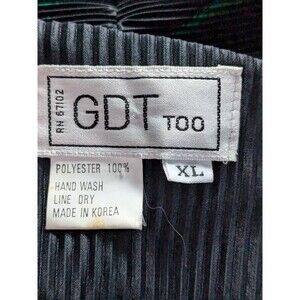 RN 67102
GDT TOO
XL
POLYESTER 100%
HAND WASH
LINE DRY
MADE IN KOREA